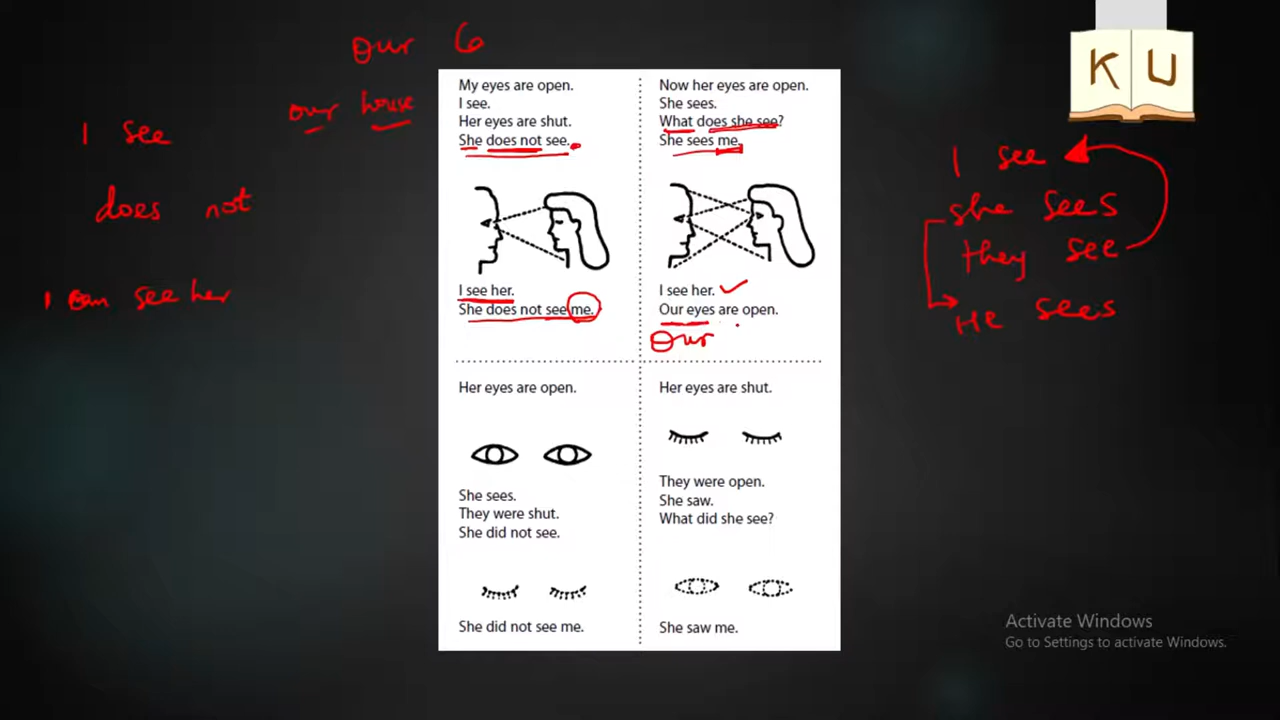 Our 6
our house
I see
does not
I can see her
My eyes are open.
I see.
Her eyes are shut.
She does not see.
I see her.
She does not see me.
Now her eyes are open.
She sees.
What does she see?
She sees me.
I see her.
Our eyes are open.
Our
Her eyes are open.
She sees.
They were shut.
She did not see.
She did not see me.
Her eyes are shut.
They were open.
She saw.
What did she see?
She saw me.
K U
I see
she sees
they see
He sees
Activate Windows
Go to Settings to activate Windows.